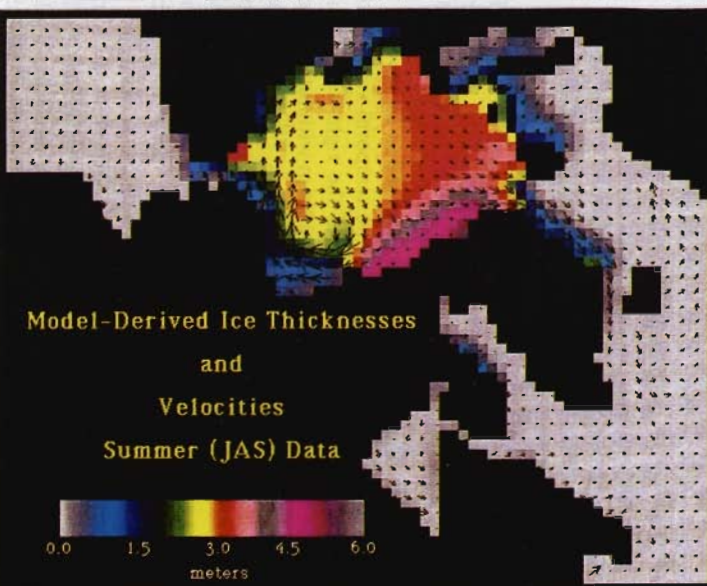 Model-Derived Ice Thicknesses
and
Velocities
Summer (JAS) Data
0.0 1.5 3.0 4.5 6.0
meters